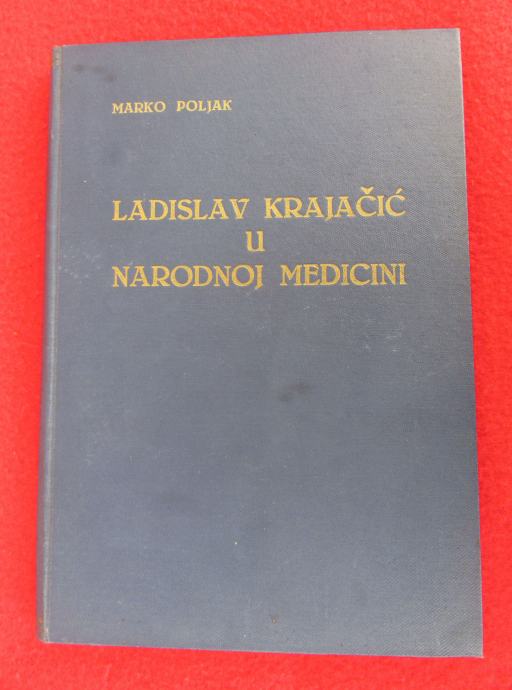 MARKO POLJAK
LADISLAV KRAJAČIĆ
U
NARODNOJ MEDICINI